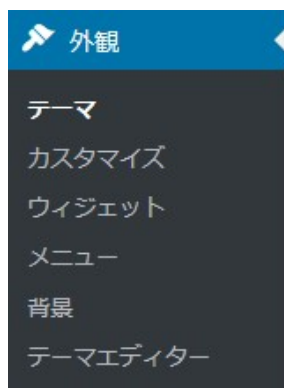 外観
テーマ
カスタマイズ
ウィジェット
メニュー
背景
テーマエディター